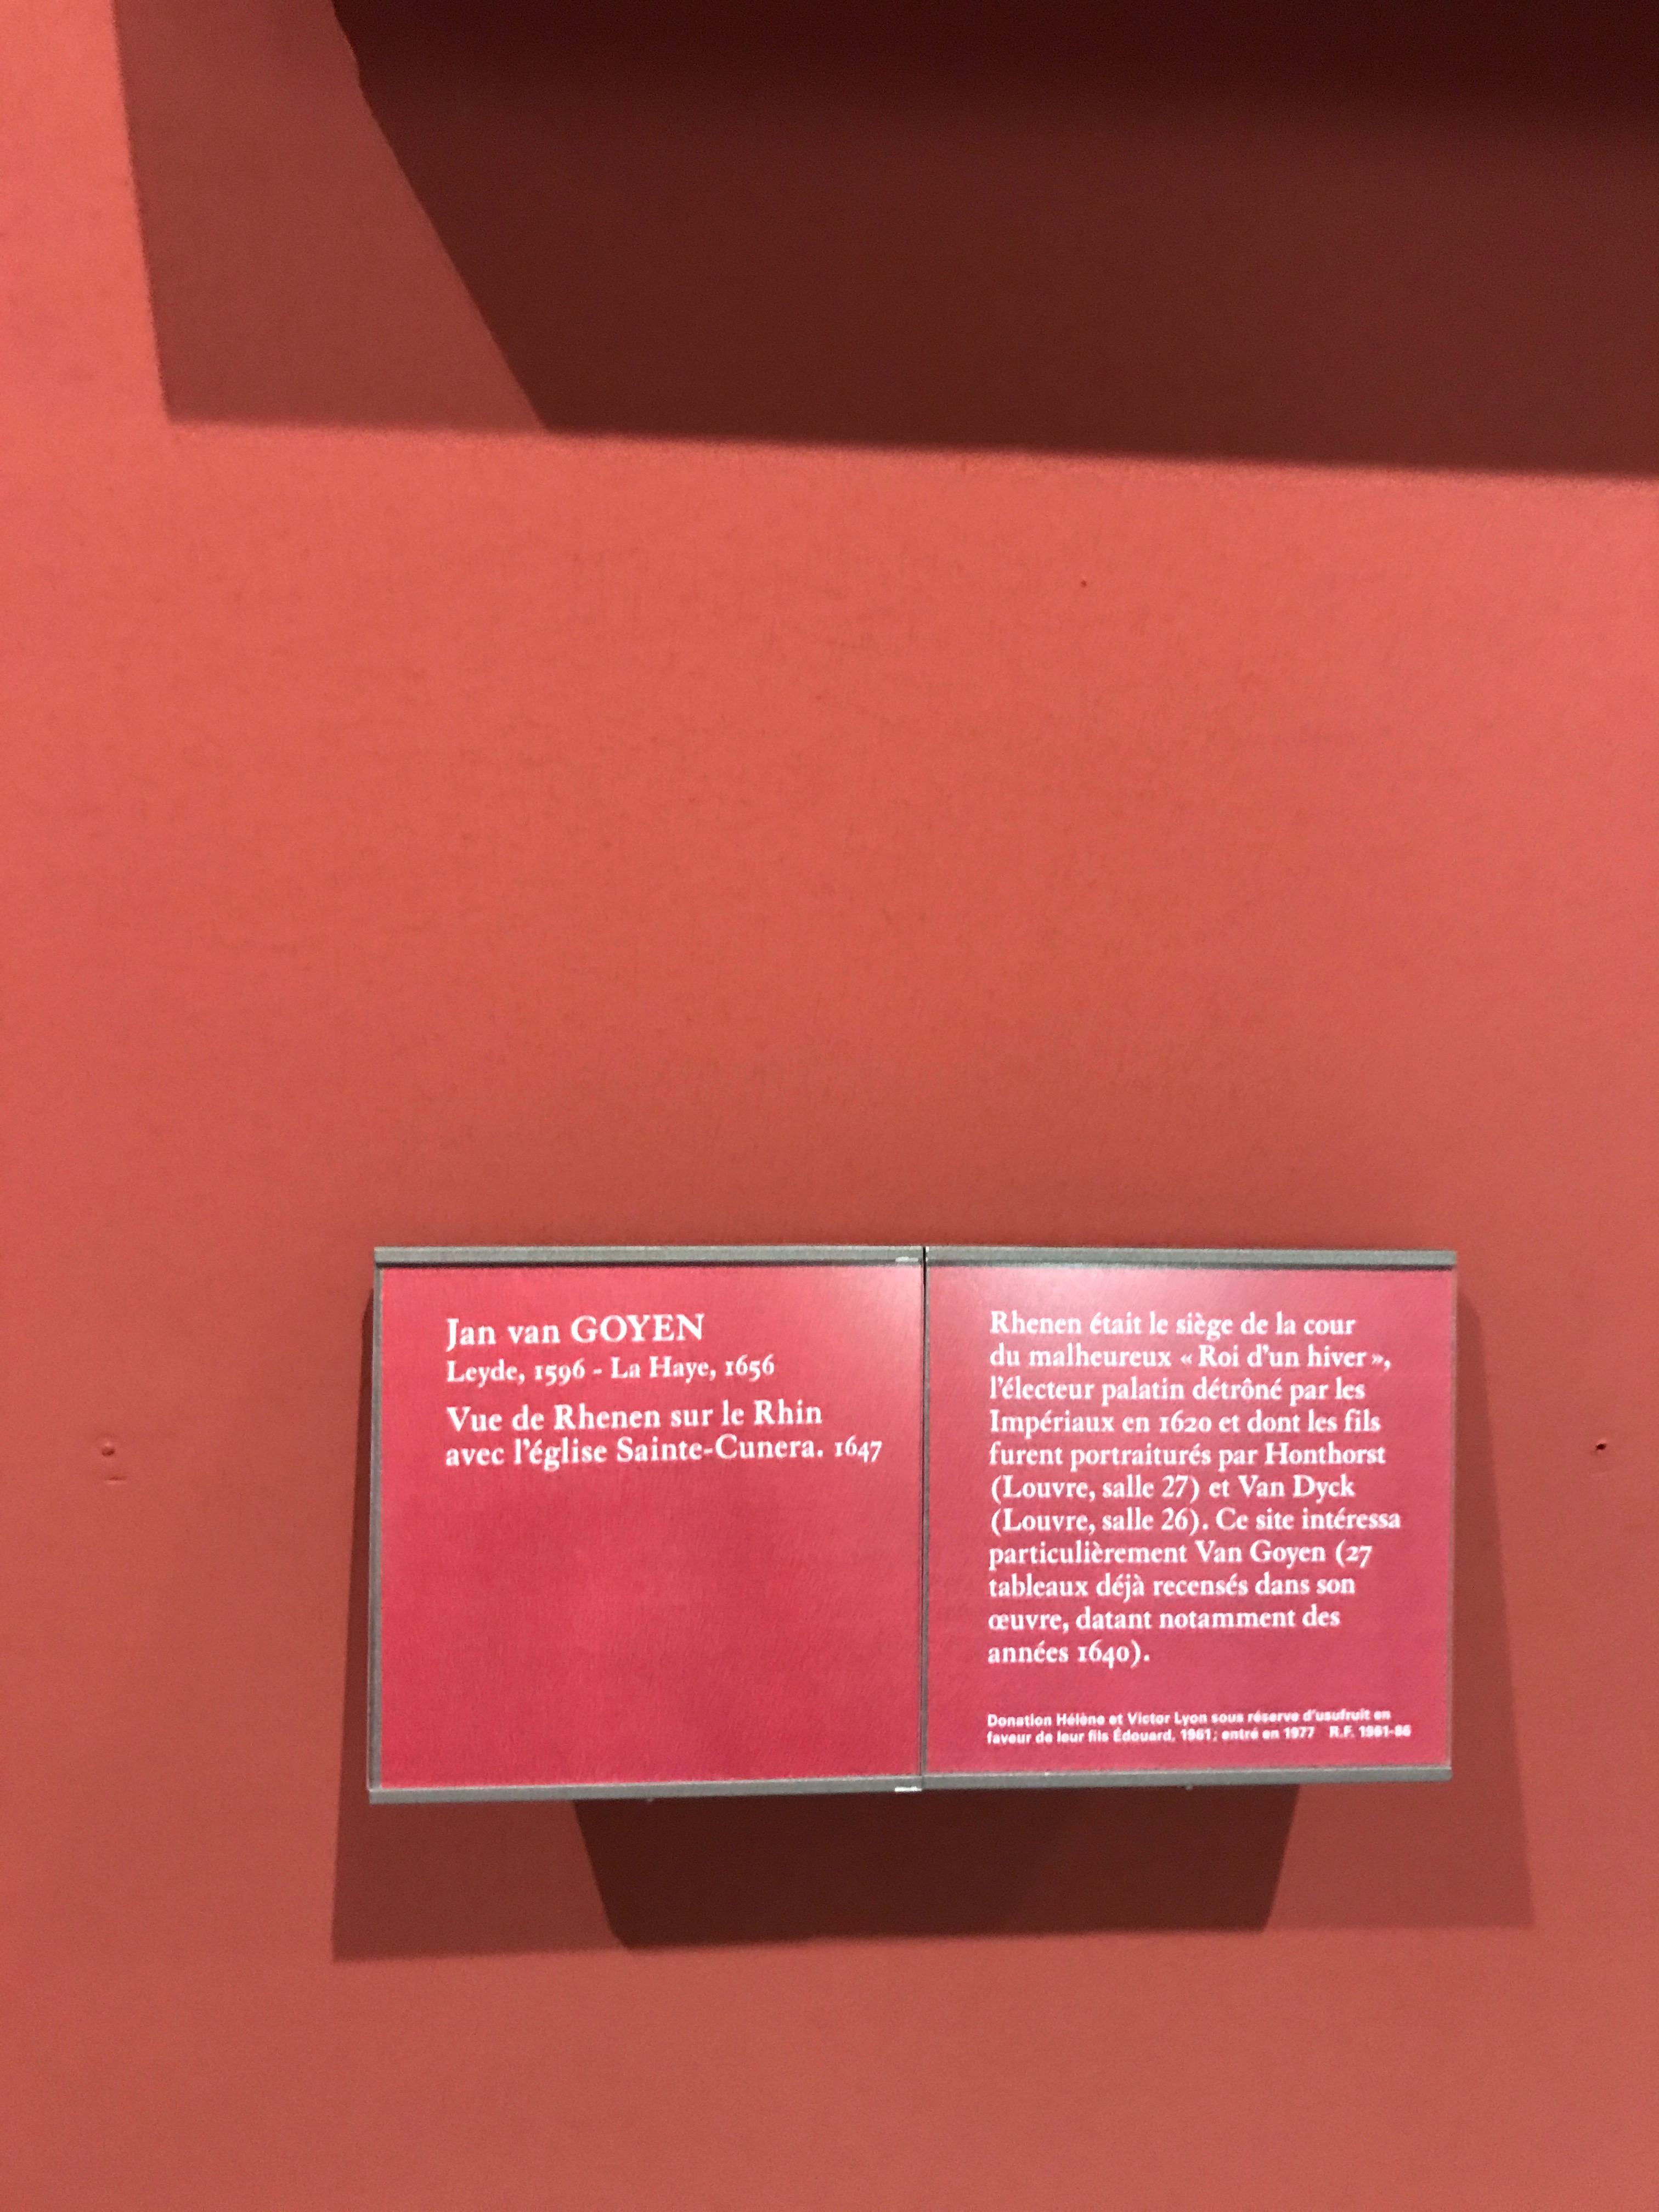 Jan van GOYEN
Leyde, 1596 - La Haye, 1656
Vue de Rhenen sur le Rhin
avec l'église Sainte-Cunera. 1647
Rhenen était le siège de la cour
du malheureux « Roi d'un hiver »,
l'électeur palatin détrôné par les
Impériaux en 1620 et dont les fils
furent portraiturés par Honthorst
(Louvre, salle 27) et Van Dyck
(Louvre, salle 26). Ce site intéressa
particulièrement Van Goyen (27
tableaux déjà recensés dans son
œuvre, datant notamment des
années 1640).
Donation Hélène et Victor Lyon sous réserve d'usufruit en
faveur de leur fils Édouard, 1961; entré en 1977 R.F. 1961-86